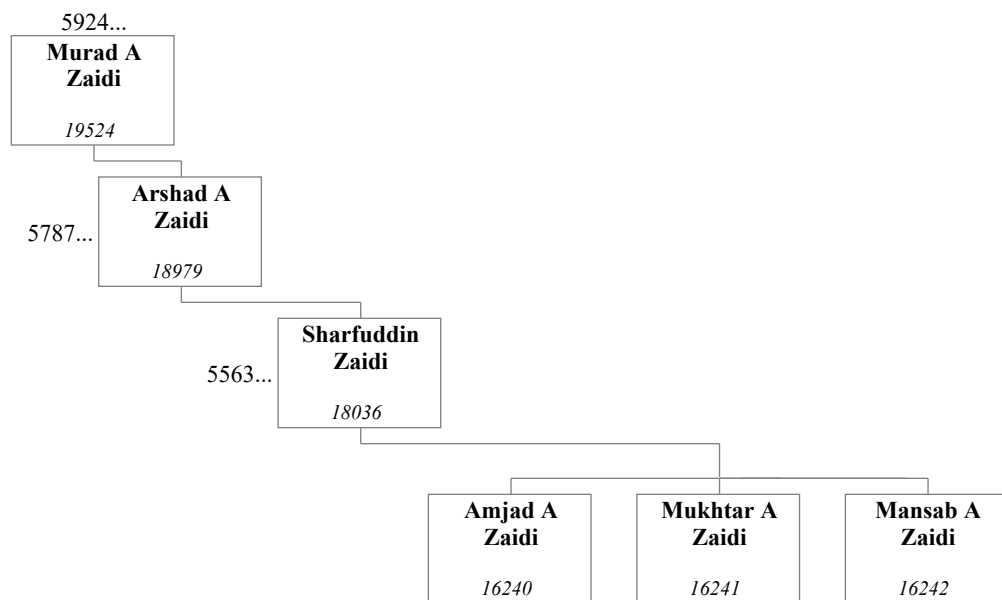 5924...
Murad A
Zaidi
19524
Arshad A
Zaidi
5787...
18979
Sharfuddin
Zaidi
5563...
18036
Amjad A
Zaidi
16240
Mukhtar A
Zaidi
16241
Mansab A
Zaidi
16242